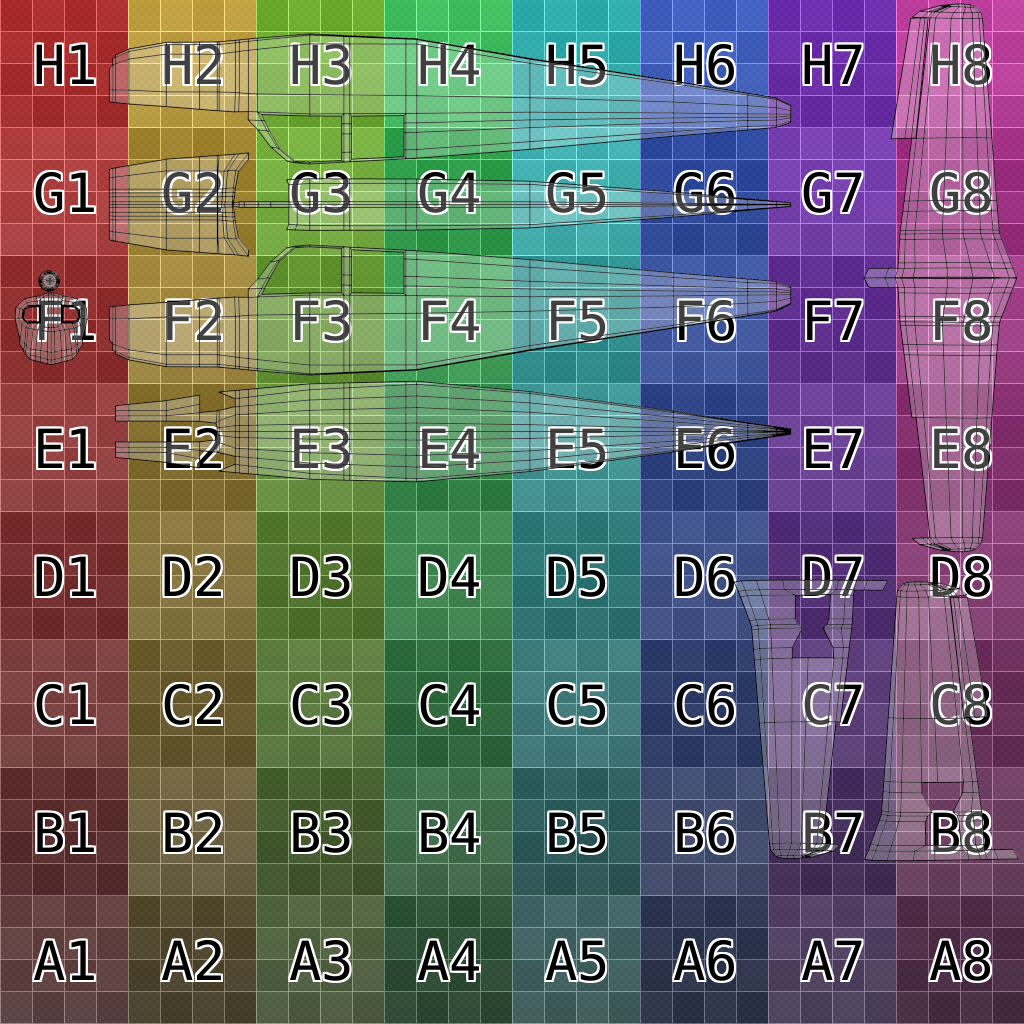 H1 H2 H3 H4 H5 H6 H7 H8
G1 G2 G3 G4 G5 G6 G7 G8
F1 F2 F3 F4 F5 F6 F7 F8
E1 E2 E3 E4 E5 E6 E7 E8
D1 D2 D3 D4 D5 D6 D7 D8
C1 C2 C3 C4 C5 C6 C7 C8
B1 B2 B3 B4 B5 B6 B7 B8
A1 A2 A3 A4 A5 A6 A7 A8